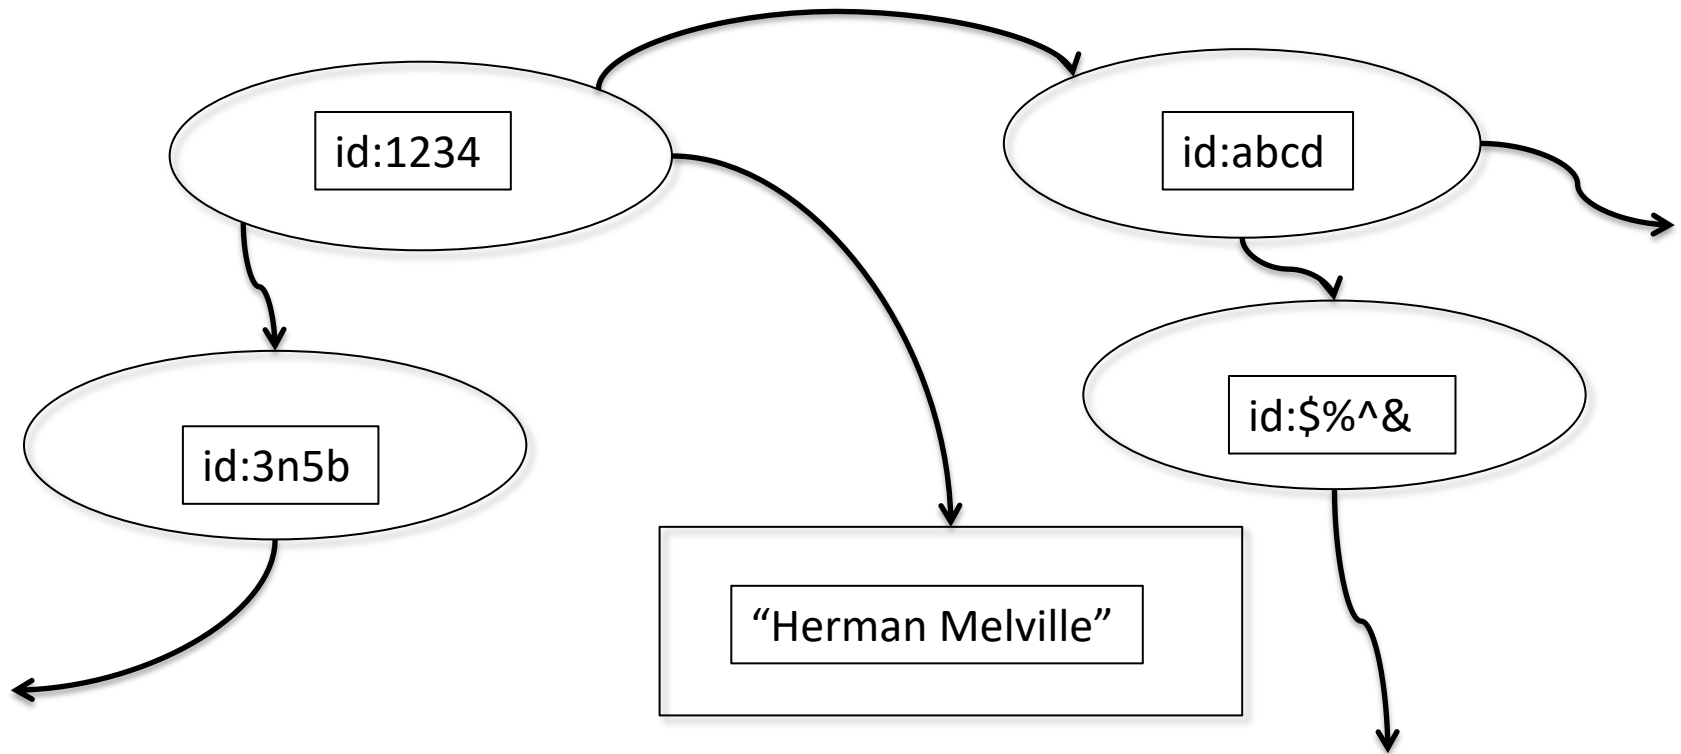 id:1234
id:abcd
id:$%^&
id:3n5b
“Herman Melville”